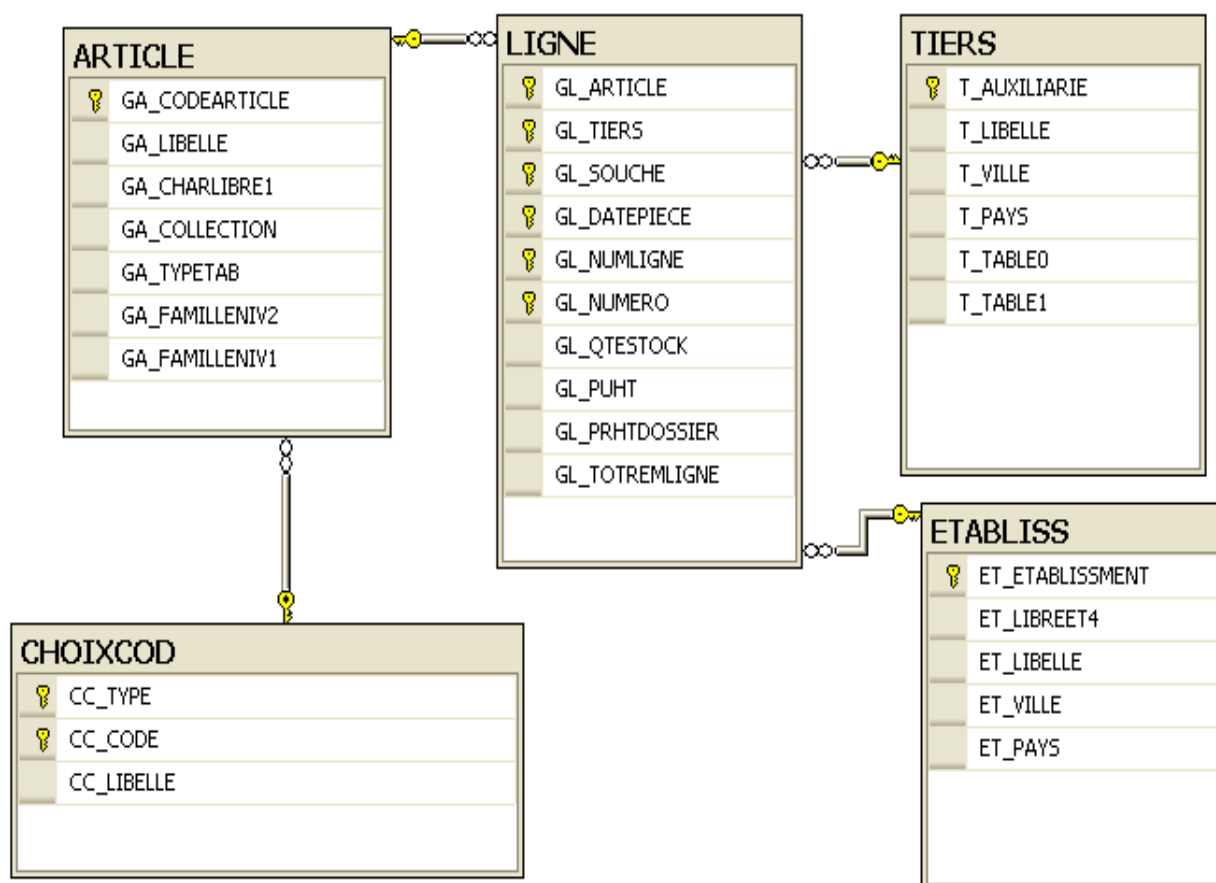 ARTICLE
GA_CODEARTICLE
GA_LIBELLE
GA_CHARLIBRE1
GA_COLLECTION
GA_TYPETAB
GA_FAMILLENIV2
GA_FAMILLENIV1
LIGNE
GL_ARTICLE
GL_TIERS
GL_SOUCHE
GL_DATEPIECE
GL_NUMLIGNE
GL_NUMERO
GL_QTESTOCK
GL_PUHT
GL_PRHTDOSSIER
GL_TOTREMLIGNE
TIERS
T_AUXILIARIE
T_LIBELLE
T_VILLE
T_PAYS
T_TABLE0
T_TABLE1
ETABLISS
ET_ETABLISSMENT
ET_LIBREET4
ET_LIBELLE
ET_VILLE
ET_PAYS
CHOIXCOD
CC_TYPE
CC_CODE
CC_LIBELLE